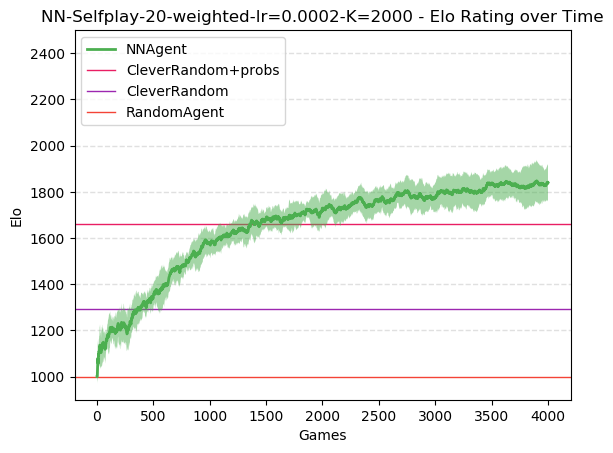 NN-Selfplay-20-weighted-lr=0.0002-K=2000 - Elo Rating over Time
NNAgent
CleverRandom+probs
CleverRandom
RandomAgent
2400
2200
2000
1800
1600
1400
1200
1000
Elo
0
500
1000
1500
2000
2500
3000
3500
4000
Games